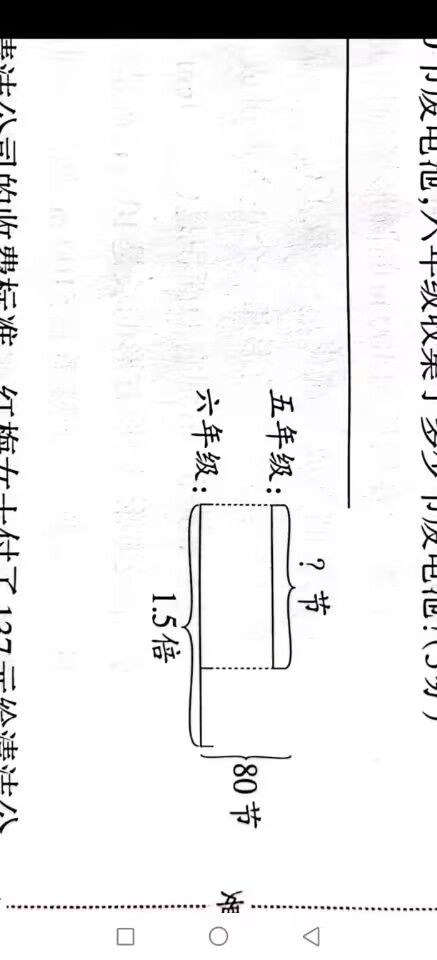 节废电池,六年级收集了多少节废电池?(5分)
? 节
五年级:
80节
六年级:
1.5倍
清洁公司的收费标准 红梅女士付了137元给清洁公